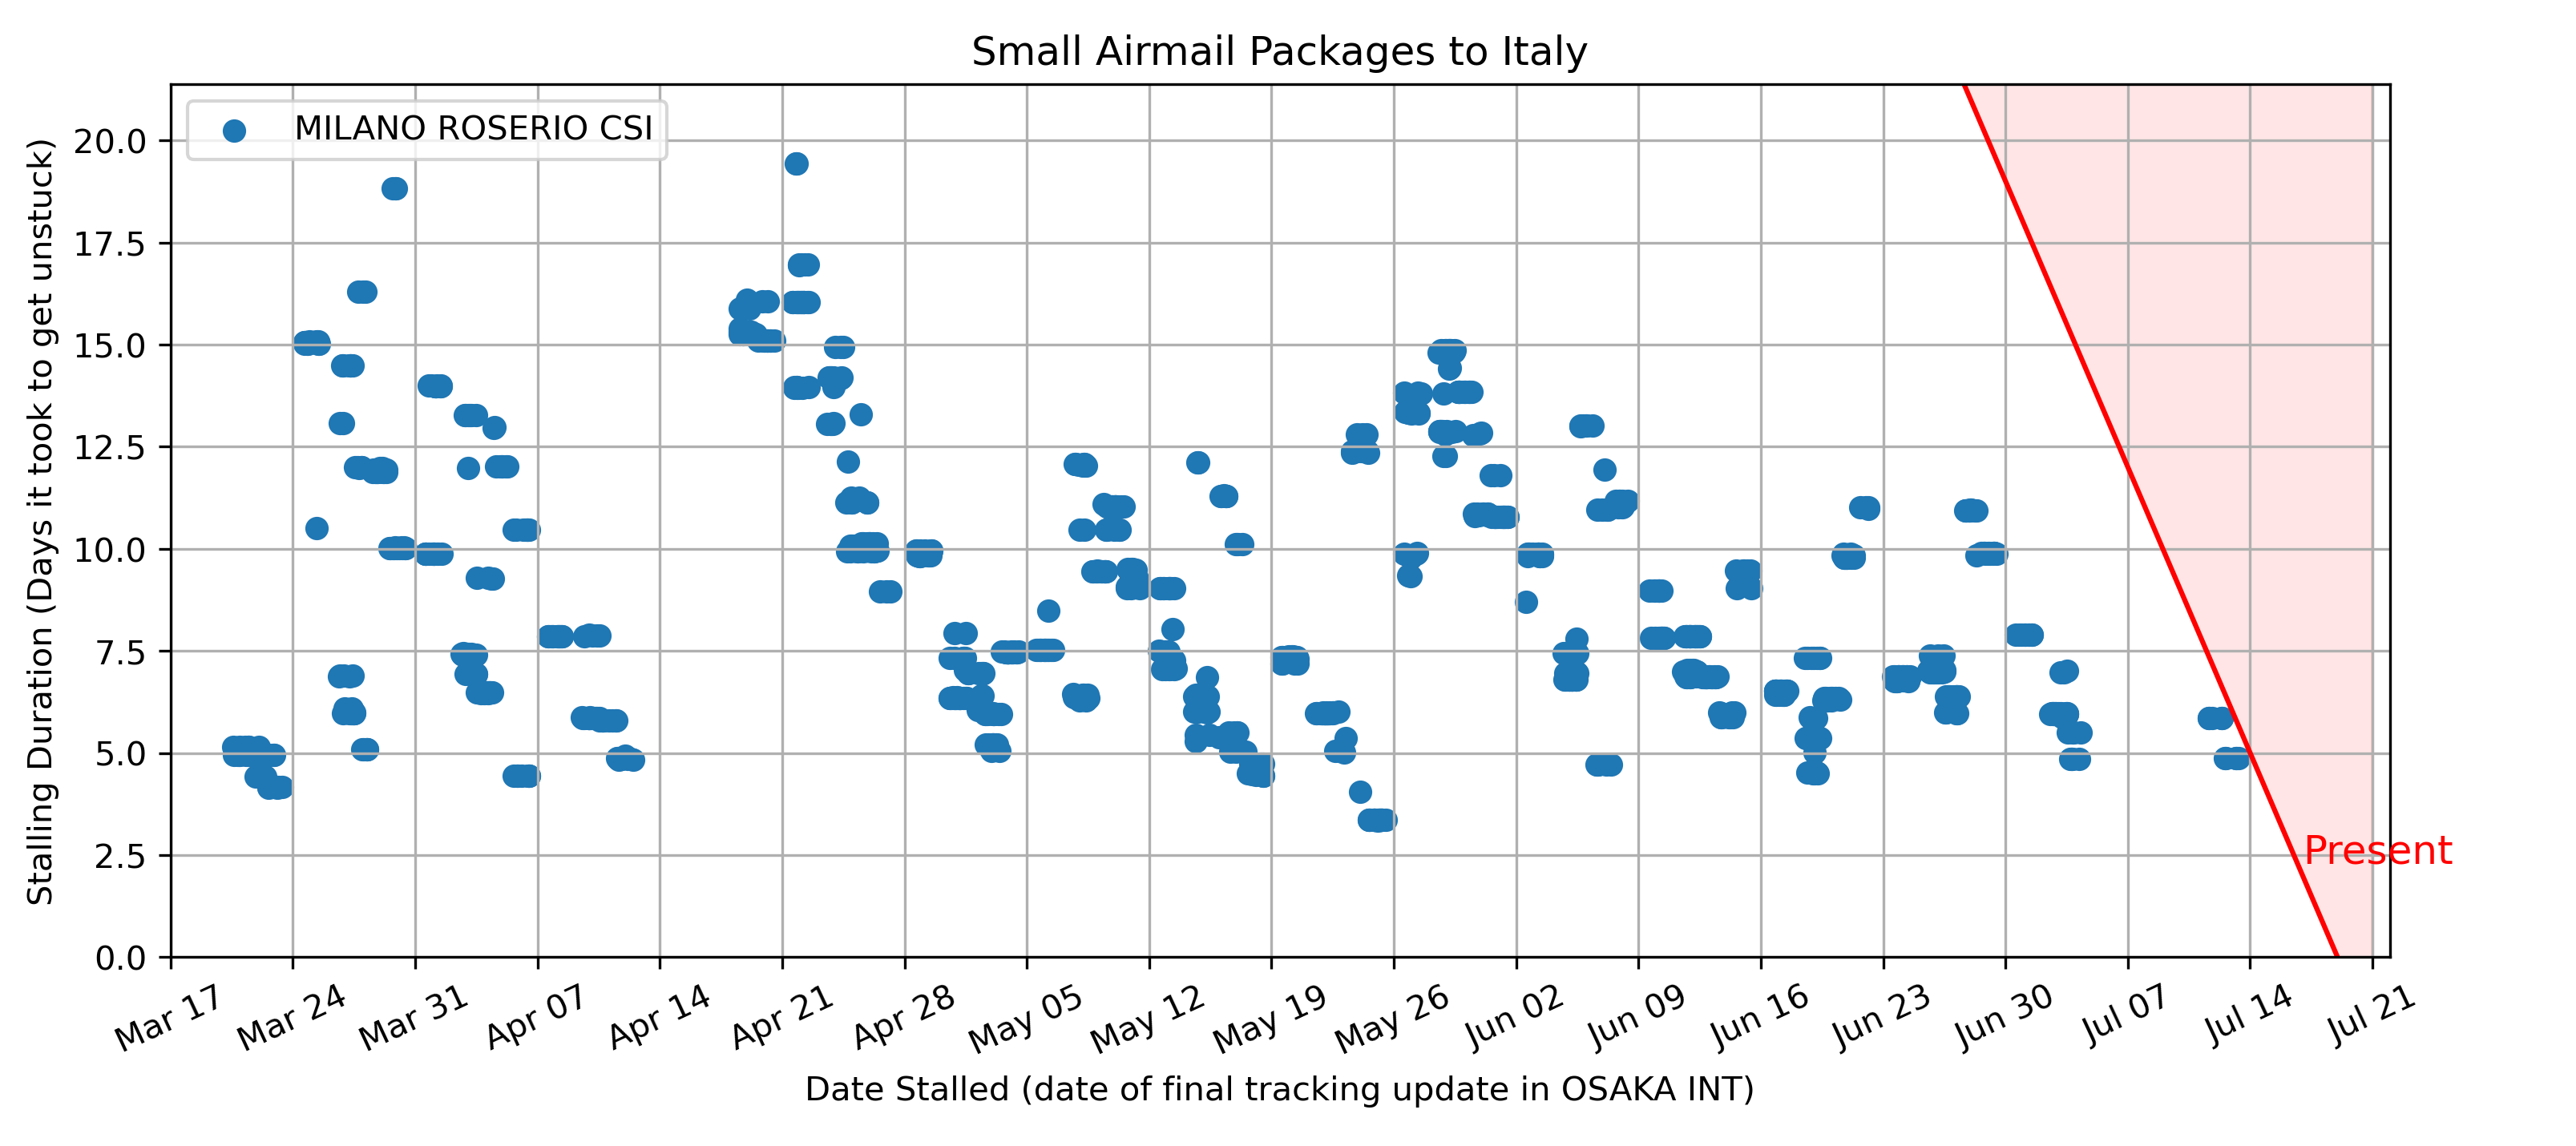 Small Airmail Packages to Italy
MILANO ROSERIO CSI
Stalling Duration (Days it took to get unstuck)
20.0
17.5
15.0
12.5
10.0
7.5
5.0
2.5
0.0
Present
Mar 17
Mar 24
Mar 31
Apr 07
Apr 14
Apr 21
Apr 28
May 05
May 12
May 19
May 26
Jun 02
Jun 09
Jun 16
Jun 23
Jun 30
Jul 07
Jul 14
Jul 21
Date Stalled (date of final tracking update in OSAKA INT)